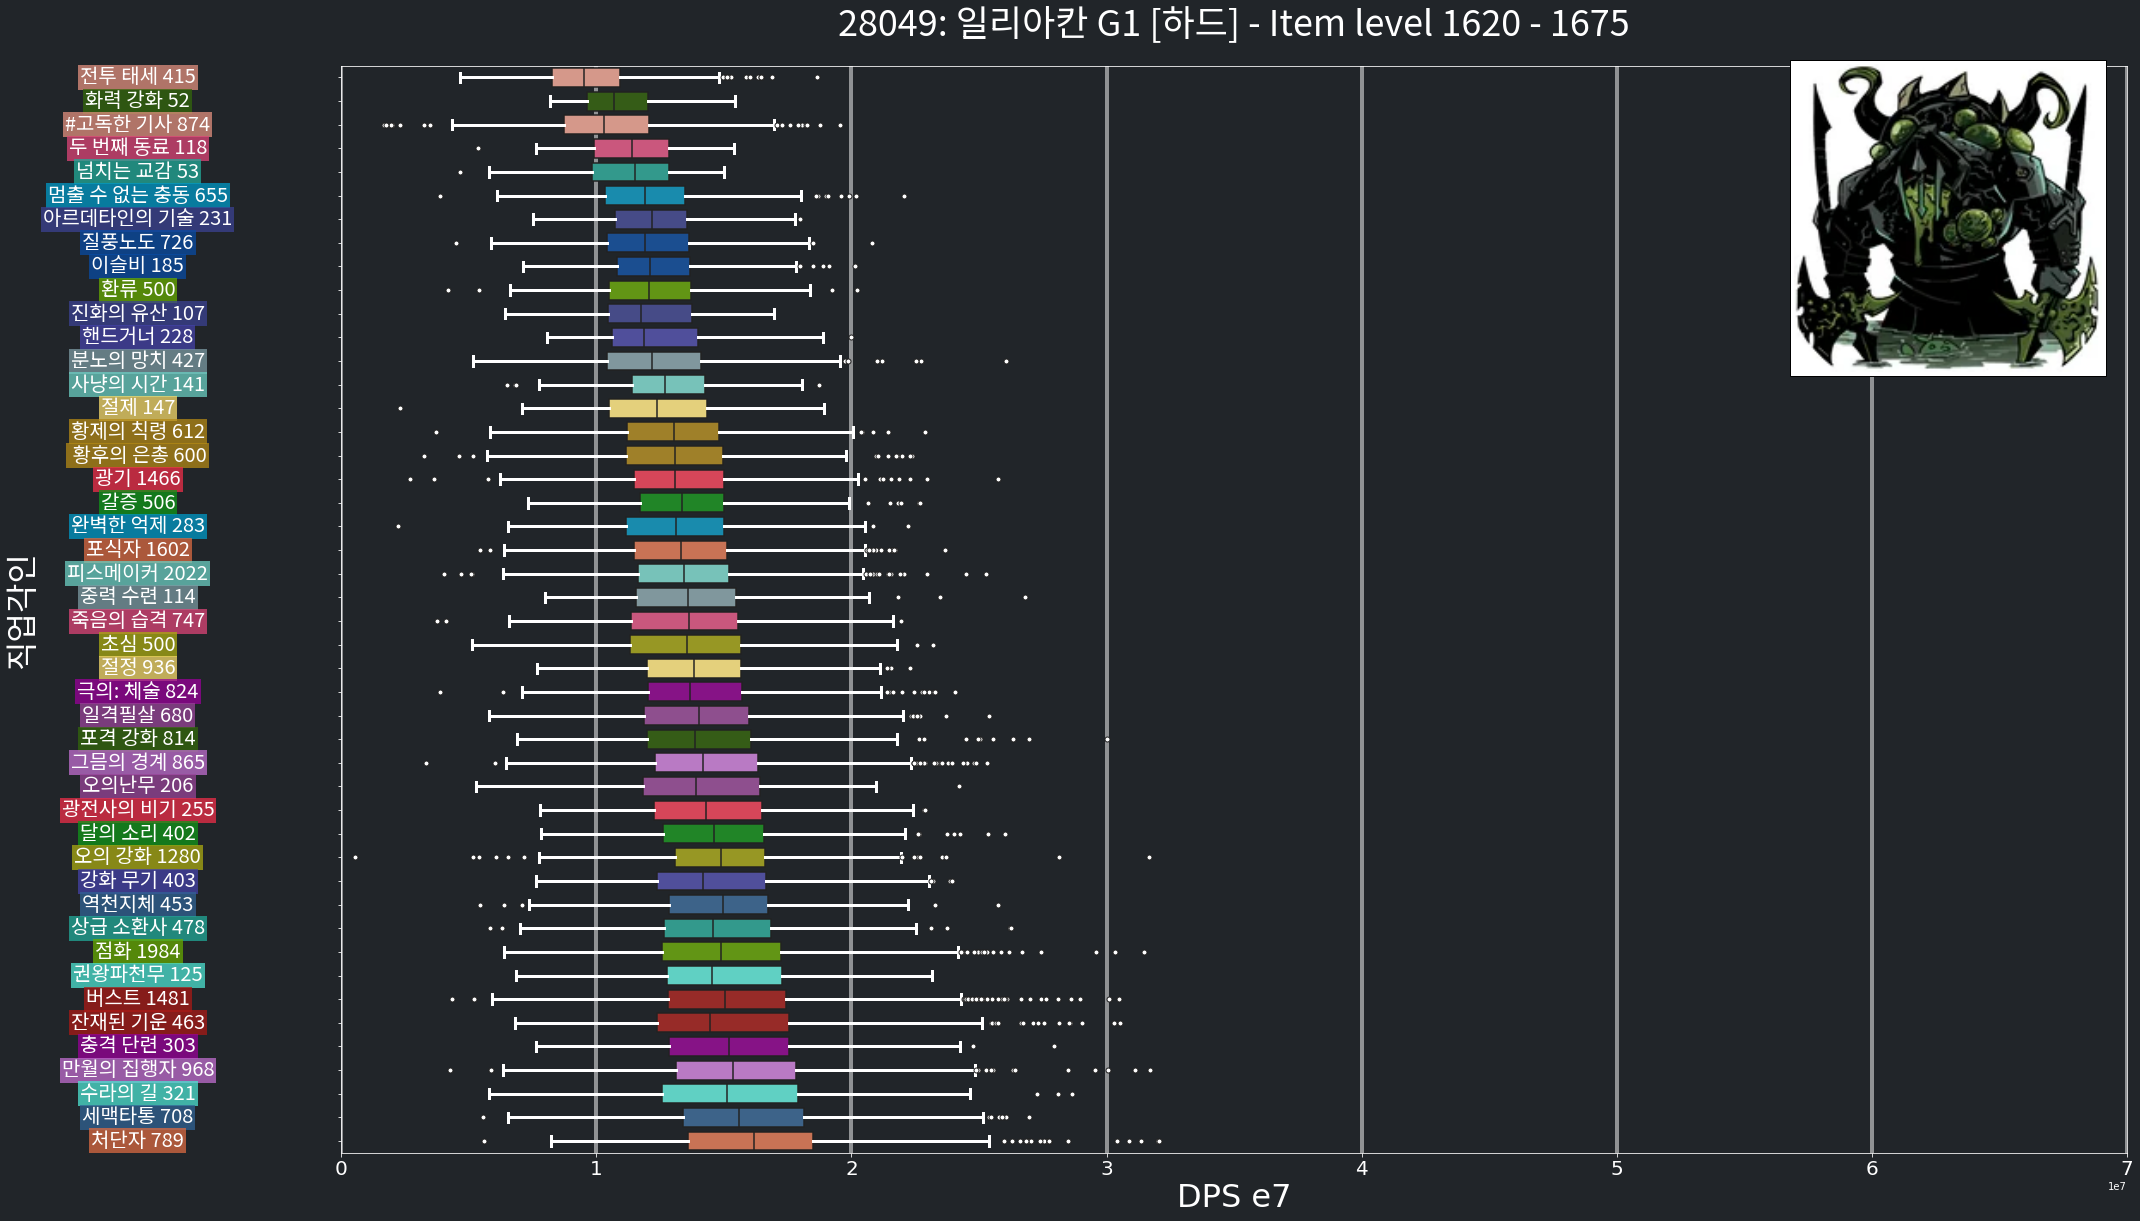 28049: 일리아칸 G1 [하드] - Item level 1620 - 1675
직업각인
전투 태세 415
화력 강화 52
#고독한 기사 874
두 번째 동료 118
넘치는 교감 53
멈출 수 없는 충동 655
아르데타인의 기술 231
질풍노도 726
이슬비 185
환류 500
진화의 유산 107
핸드거너 228
분노의 망치 427
사냥의 시간 141
절제 147
황제의 칙령 612
황후의 은총 600
광기 1466
갈증 506
완벽한 억제 283
포식자 1602
피스메이커 2022
중력 수련 114
죽음의 습격 747
초심 500
절정 936
극의: 체술 824
일격필살 680
포격 강화 814
그믐의 경계 865
오의난무 206
광전사의 비기 255
달의 소리 402
오의 강화 1280
강화 무기 403
역천지체 453
상급 소환사 478
점화 1984
권왕파천무 125
버스트 1481
잔재된 기운 463
충격 단련 303
만월의 집행자 968
수라의 길 321
세맥타통 708
처단자 789
0 1 2 3 4 5 6 7
1e7
DPS e7